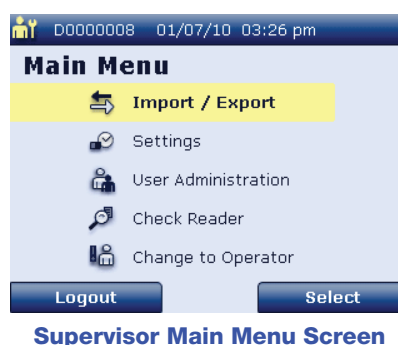 D0000008 01/07/10 03:26 pm
Main Menu
Import / Export
Settings
User Administration
Check Reader
Change to Operator
Logout Select
Supervisor Main Menu Screen